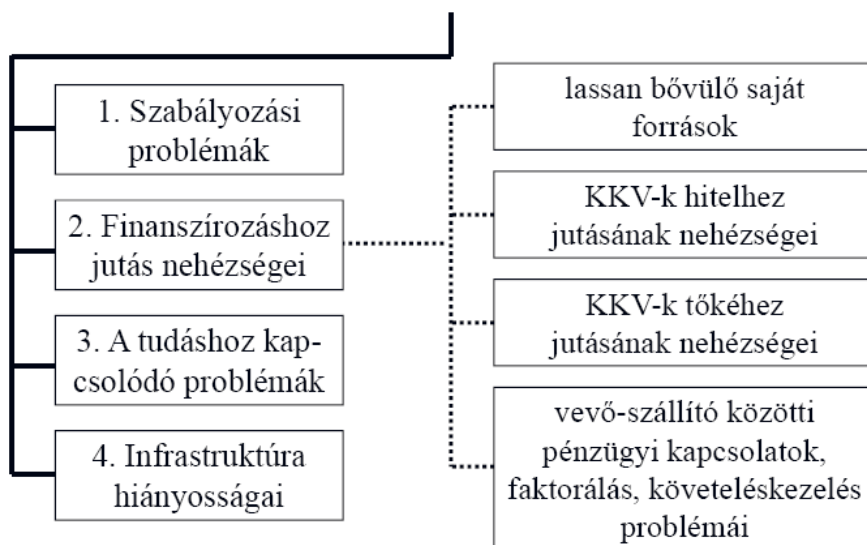 1. Szabályozási
problémák
2. Finanszírozáshoz
jutás nehézségei
3. A tudáshoz kap-
csolódó problémák
4. Infrastruktúra
hiányosságai
lassan bővülő saját
források
KKV-k hitelhez
jutásának nehézségei
KKV-k tőkéhez
jutásának nehézségei
vevő-szállító közötti
pénzügyi kapcsolatok,
faktorálás, követeléskezelés
problémái